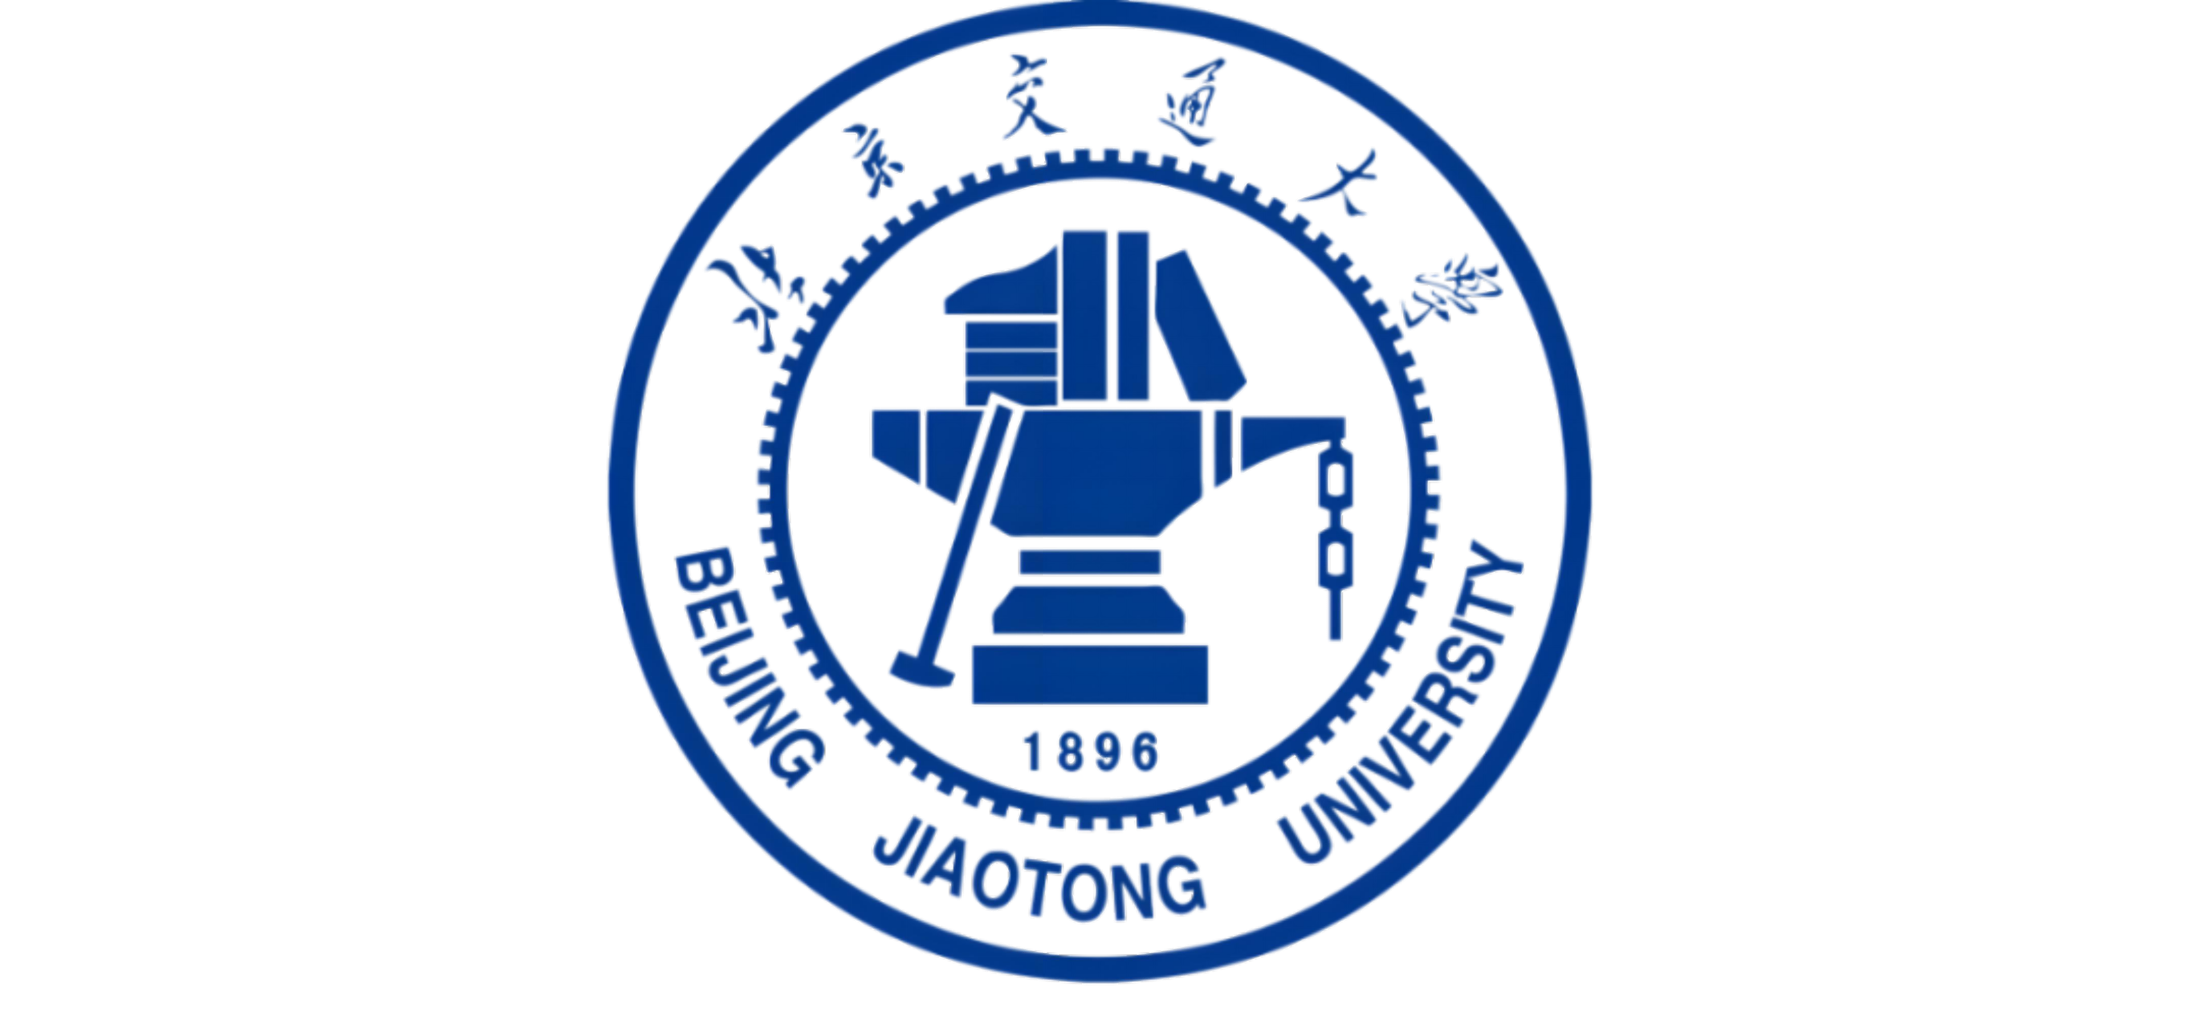 北京交通大學
1896
BEIJING JIAOTONG UNIVERSITY